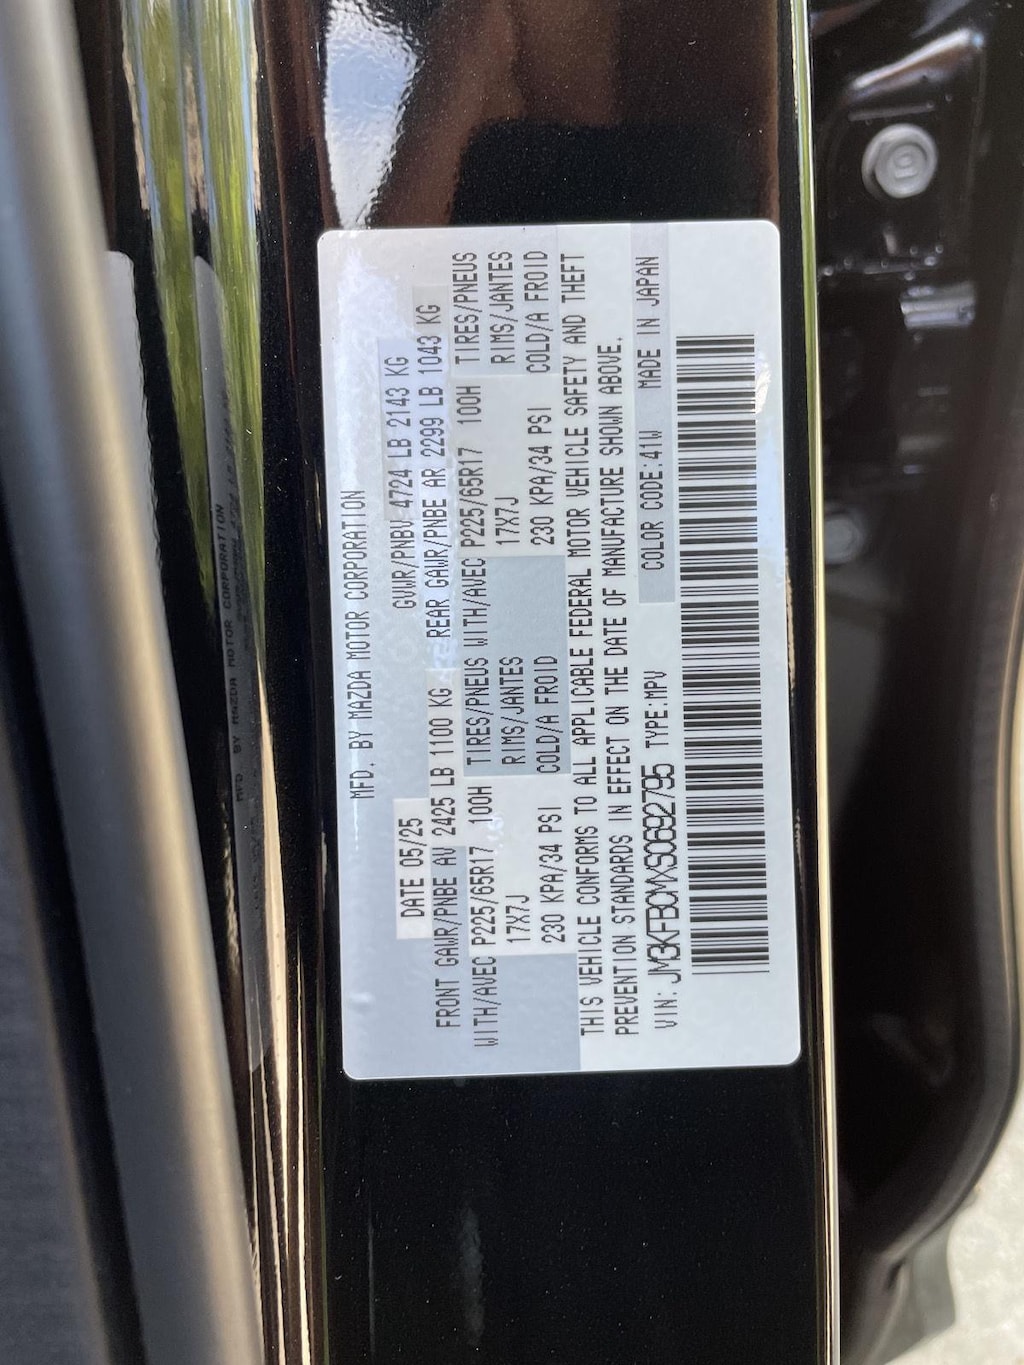 MFD. BY MAZDA MOTOR CORPORATION
DATE 05/25 GVWR/PNBV 4724 LB 2143 KG
FRONT GAWR/PNBE AV 2425 LB 1100 KG REAR GAWR/PNBE AR 2299 LB 1043 KG
WITH/AVEC P225/65R17 100H TIRES/PNEUS WITH/AVEC P225/65R17 100H TIRES/PNEUS
17X7J RIMS/JANTES 17X7J RIMS/JANTES
230 KPA/34 PSI COLD/A FROID 230 KPA/34 PSI COLD/A FROID
THIS VEHICLE CONFORMS TO ALL APPLICABLE FEDERAL MOTOR VEHICLE SAFETY AND THEFT
PREVENTION STANDARDS IN EFFECT ON THE DATE OF MANUFACTURE SHOWN ABOVE.
VIN: JM3KFBCMXS0692795 TYPE:MPV COLOR CODE:41W MADE IN JAPAN